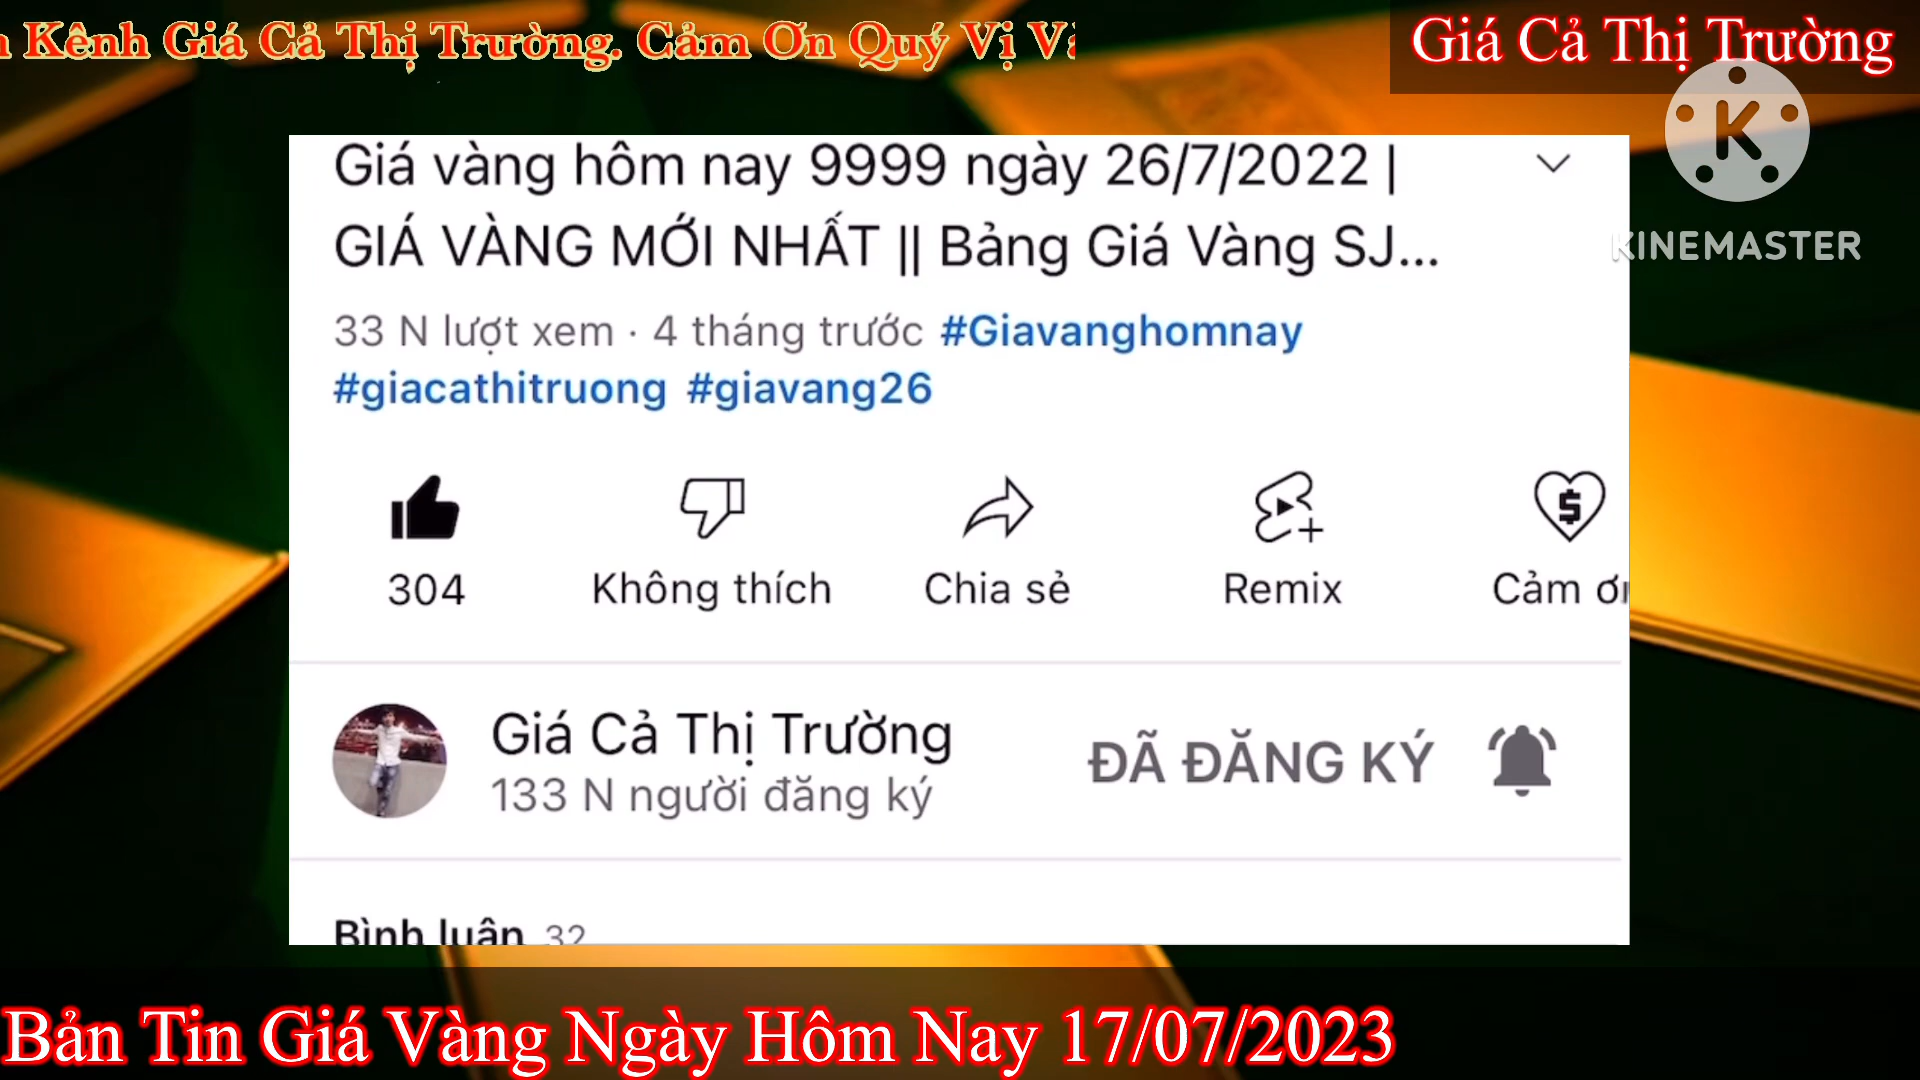 Kênh Giá Cả Thị Trường. Cảm Ơn Quý Vị
Giá Cả Thị Trường
K
KINEMASTER
Giá vàng hôm nay 9999 ngày 26/7/2022 |
GIÁ VÀNG MỚI NHẤT || Bảng Giá Vàng SJ...
33 N lượt xem · 4 tháng trước #Giavanghomnay
#giacathitruong #giavang26
304 Không thích Chia sẻ Remix Cảm ơn
Giá Cả Thị Trường
133 N người đăng ký
ĐÃ ĐĂNG KÝ
Bình luận 32
Bản Tin Giá Vàng Ngày Hôm Nay 17/07/2023